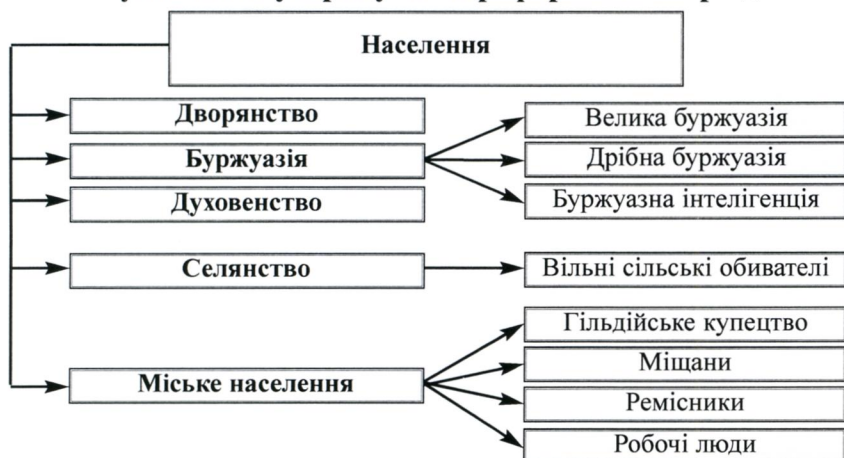 Населення
Дворянство
Буржуазія
Духовенство
Селянство
Міське населення
Велика буржуазія
Дрібна буржуазія
Буржуазна інтелігенція
Вільні сільські обивателі
Гільдійське купецтво
Міщани
Ремісники
Робочі люди